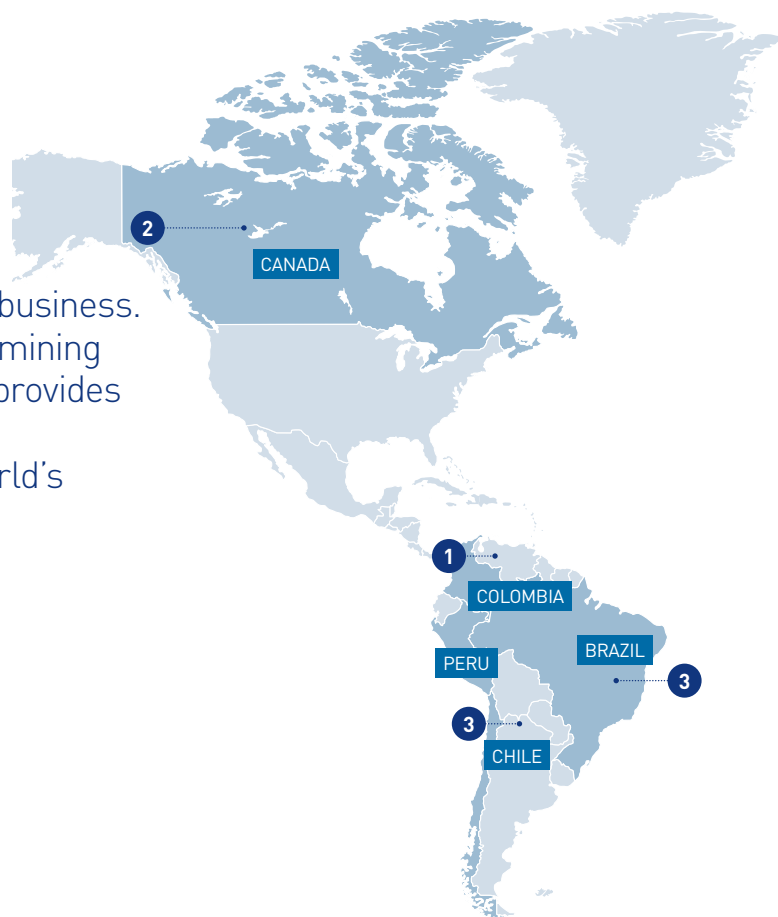 2
CANADA
business.
mining
provides
rld's
1
COLOMBIA
BRAZIL
PERU
3
3
CHILE